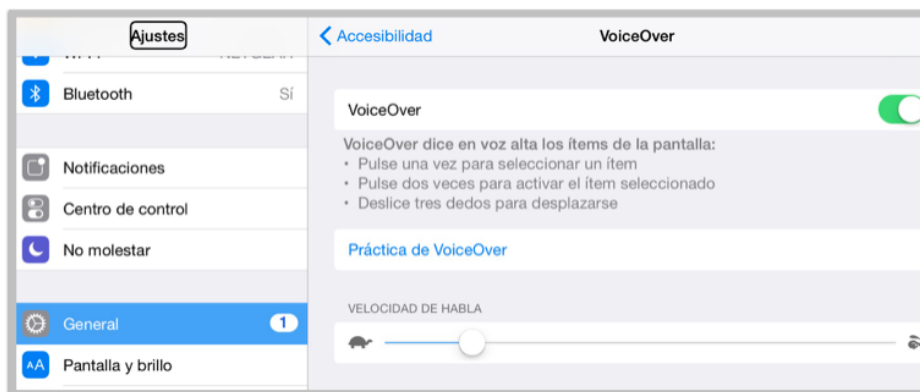 Ajustes
Bluetooth Sí
Notificaciones
Centro de control
No molestar
General 1
AA Pantalla y brillo
Accesibilidad VoiceOver
VoiceOver
VoiceOver dice en voz alta los ítems de la pantalla:
• Pulse una vez para seleccionar un ítem
• Pulse dos veces para activar el ítem seleccionado
• Deslice tres dedos para desplazarse
Práctica de VoiceOver
VELOCIDAD DE HABLA